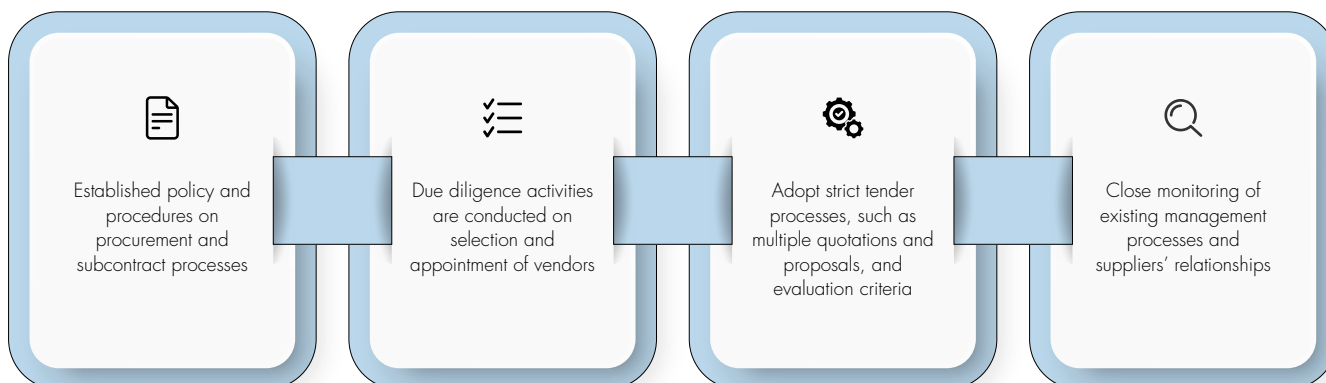 Established policy and
procedures on
procurement and
subcontract processes
Due diligence activities
are conducted on
selection and
appointment of vendors
Adopt strict tender
processes, such as
multiple quotations and
proposals, and
evaluation criteria
Close monitoring of
existing management
processes and
suppliers’ relationships